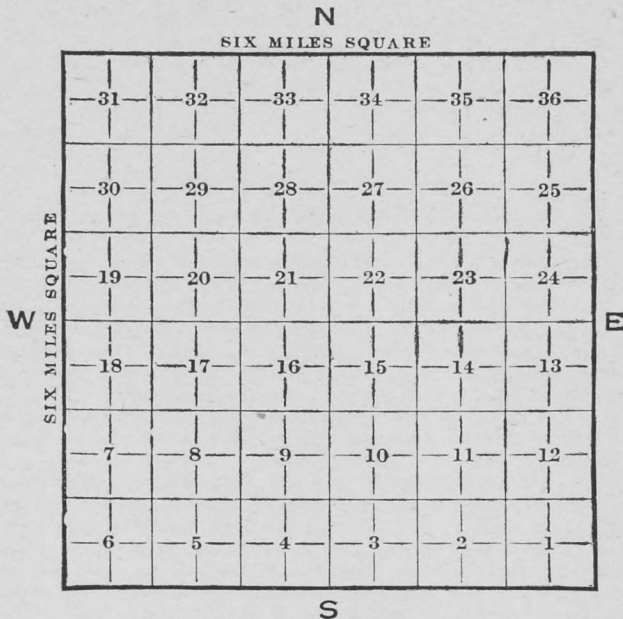 N
SIX MILES SQUARE
31 32 33 34 35 36
30 29 28 27 26 25
SIX MILES SQUARE
19 20 21 22 23 24
W E
18 17 16 15 14 13
7 8 9 10 11 12
6 5 4 3 2 1
S